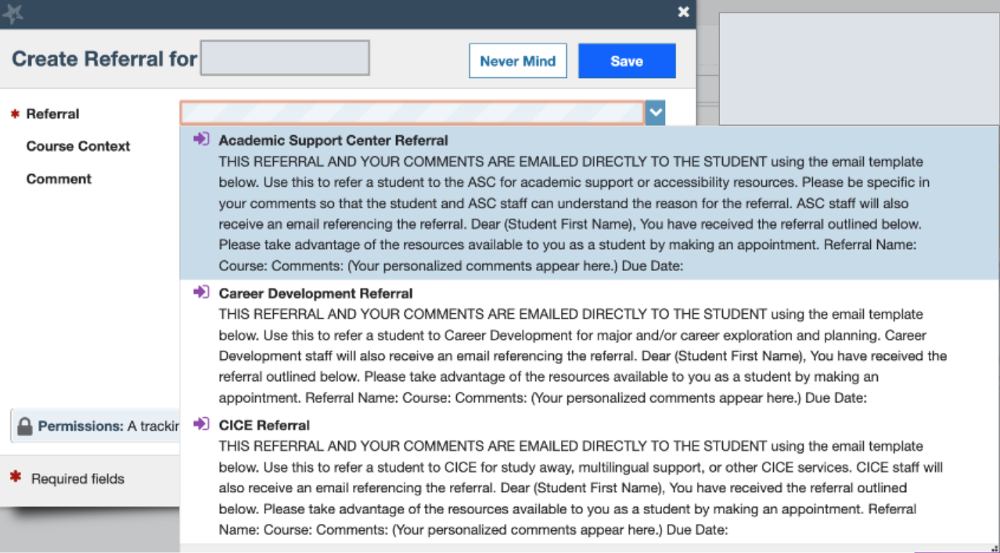 Create Referral for
Never Mind
Save
* Referral
Course Context
Comment
Academic Support Center Referral
THIS REFERRAL AND YOUR COMMENTS ARE EMAILED DIRECTLY TO THE STUDENT using the email template
below. Use this to refer a student to the ASC for academic support or accessibility resources. Please be specific in
your comments so that the student and ASC staff can understand the reason for the referral. ASC staff will also
receive an email referencing the referral. Dear (Student First Name), You have received the referral outlined below.
Please take advantage of the resources available to you as a student by making an appointment. Referral Name:
Course: Comments: (Your personalized comments appear here.) Due Date:
Career Development Referral
THIS REFERRAL AND YOUR COMMENTS ARE EMAILED DIRECTLY TO THE STUDENT using the email template
below. Use this to refer a student to Career Development for major and/or career exploration and planning. Career
Development staff will also receive an email referencing the referral. Dear (Student First Name), You have received the
referral outlined below. Please take advantage of the resources available to you as a student by making an
appointment. Referral Name: Course: Comments: (Your personalized comments appear here.) Due Date:
CICE Referral
THIS REFERRAL AND YOUR COMMENTS ARE EMAILED DIRECTLY TO THE STUDENT using the email template
below. Use this to refer a student to CICE for study away, multilingual support, or other CICE services. CICE staff will
also receive an email referencing the referral. Dear (Student First Name), You have received the referral outlined
below. Please take advantage of the resources available to you as a student by making an appointment. Referral
Name: Course: Comments: (Your personalized comments appear here.) Due Date:
Permissions: A
* Required fields